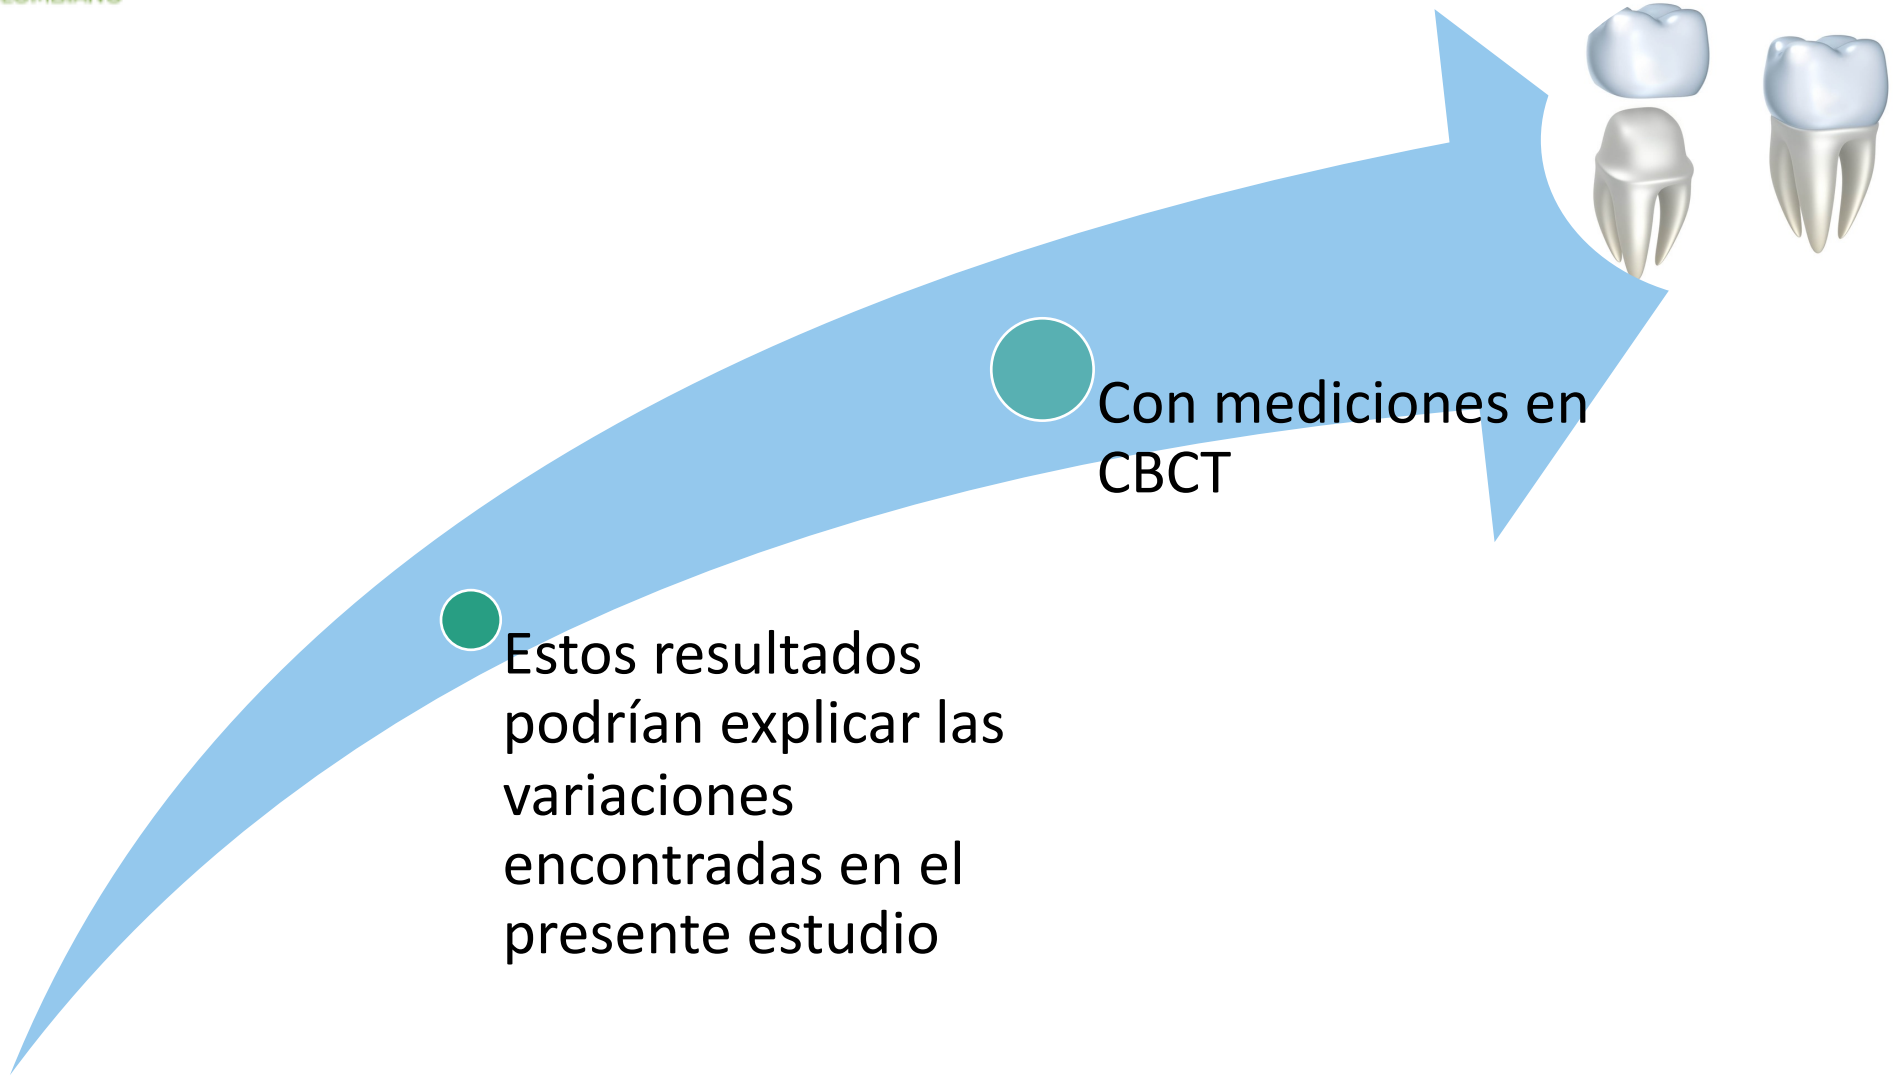 Con mediciones en
CBCT
Estos resultados
podrían explicar las
variaciones
encontradas en el
presente estudio